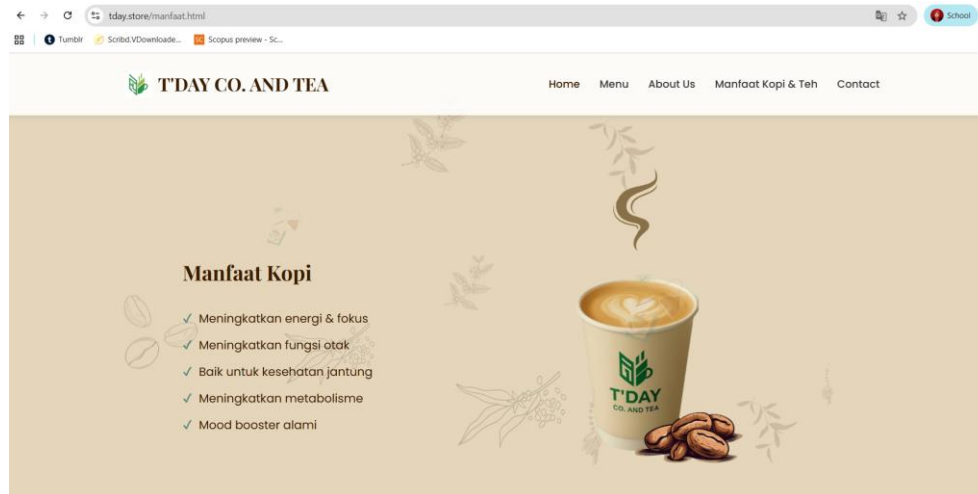 tday.store/manfaat.html
School
Tumblr
Scribd.VDownloade...
SC Scopus preview - Sc...
T'DAY CO. AND TEA
Home Menu About Us Manfaat Kopi & Teh Contact
Manfaat Kopi
✓ Meningkatkan energi & fokus
✓ Meningkatkan fungsi otak
✓ Baik untuk kesehatan jantung
✓ Meningkatkan metabolisme
✓ Mood booster alami
T'DAY
CO. AND TEA